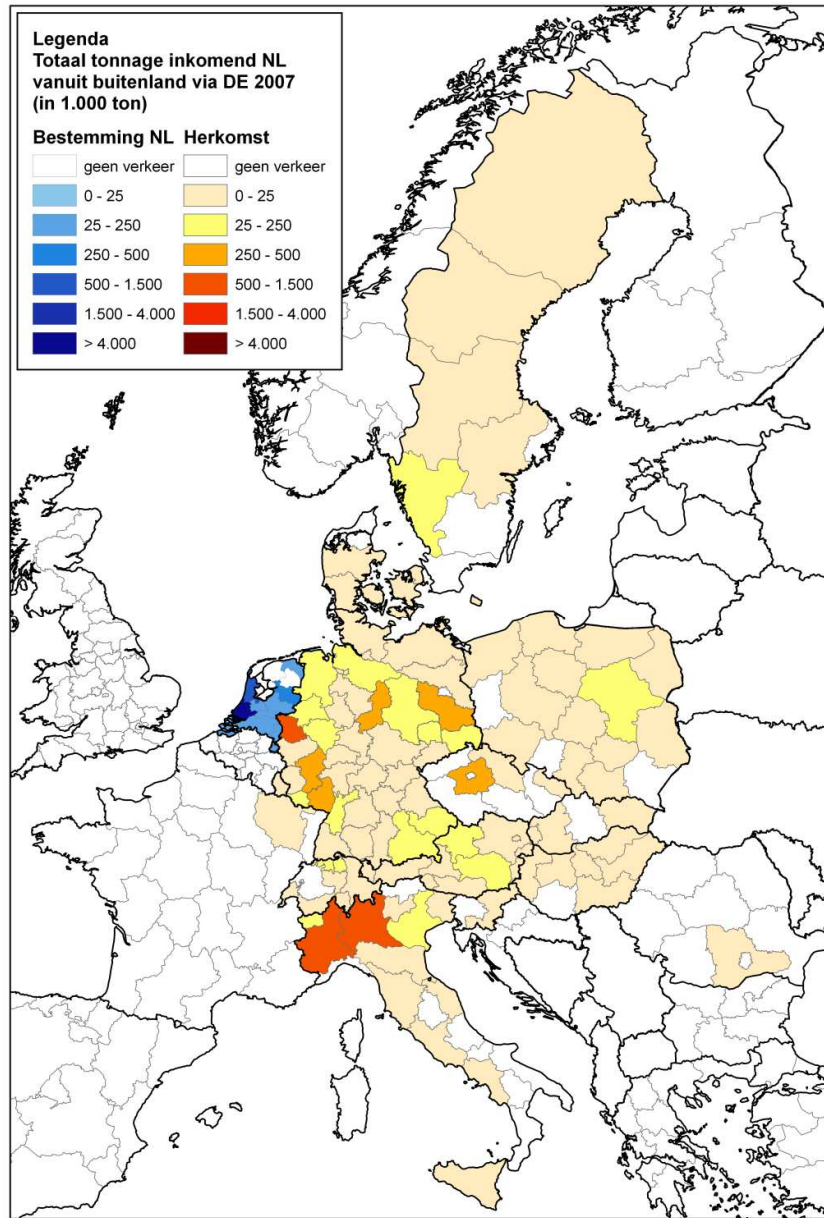 Legenda
Totaal tonnage inkomend NL
vanuit buitenland via DE 2007
(in 1.000 ton)
Bestemming NL Herkomst
geen verkeer geen verkeer
0 - 25 0 - 25
25 - 250 25 - 250
250 - 500 250 - 500
500 - 1.500 500 - 1.500
1.500 - 4.000 1.500 - 4.000
> 4.000 > 4.000